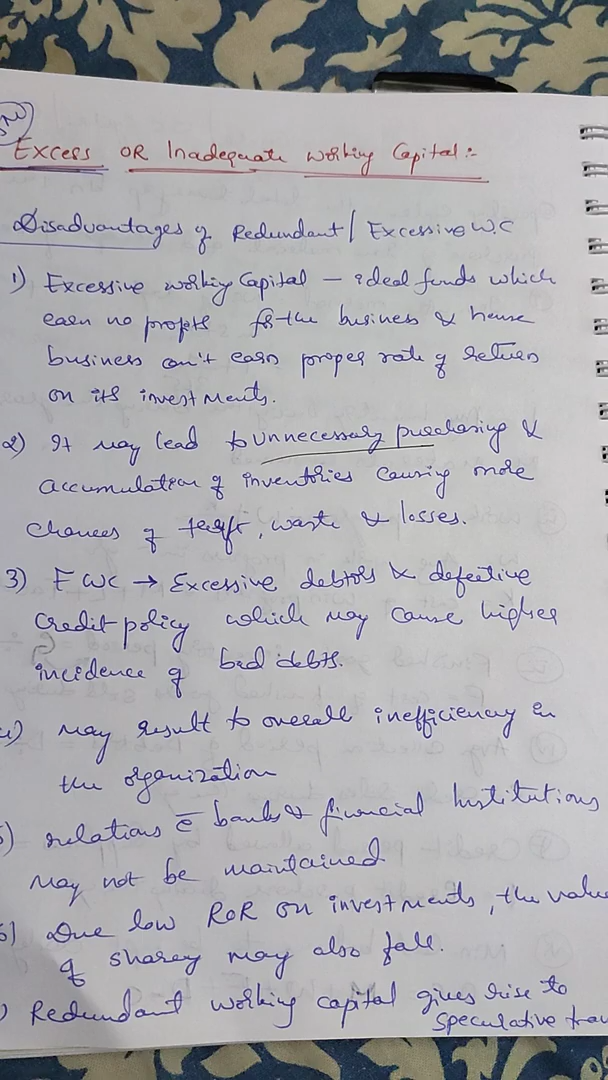 Excess OR Inadequate Working Capital :-
Disadvantages of Redundant / Excessive W.C
1) Excessive working Capital - ideal funds which
earn no profits for the business & hense
business can't earn proper rate of return
on its investments.
2) It may lead to unnecessary purchasing &
accumulation of inventories causing more
chances of theift, waste & losses.
3) E WC → Excessive debtors & defective
Credit policy which may cause higher
incidence of bad debts.
4) may result to overall inefficiency in
the organization
5) relations c̄ banks & financial Institutions
may not be maintained
6) Due low ROR on investments, the value
of shares may also fall.
) Redundant working capital gives rise to
speculative tran